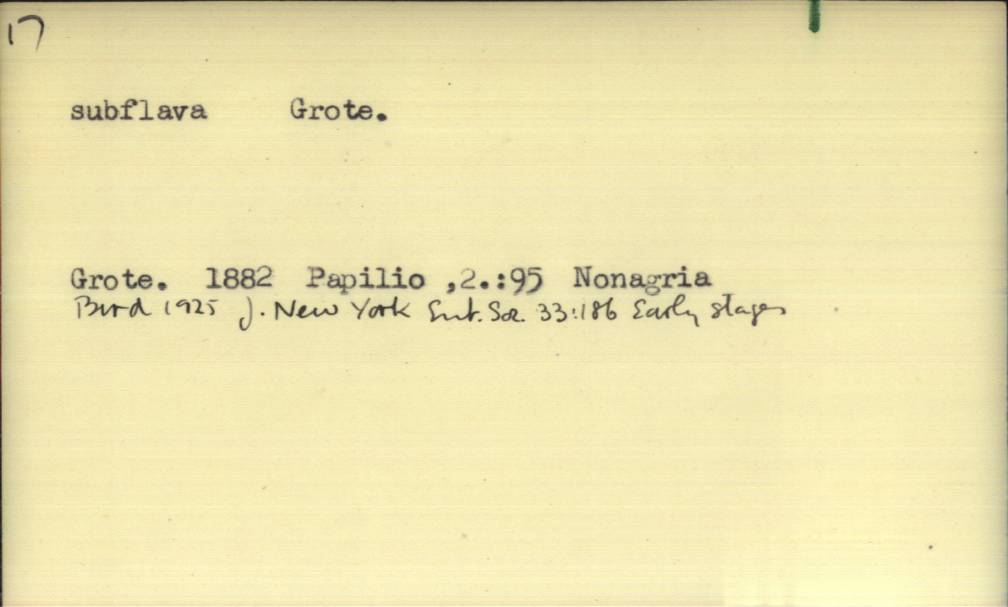 17
subflava Grote.
Grote. 1882 Papilio ,2.:95 Nonagria
Bird 1925 J. New York Ent. Soc. 33:186 Early stages